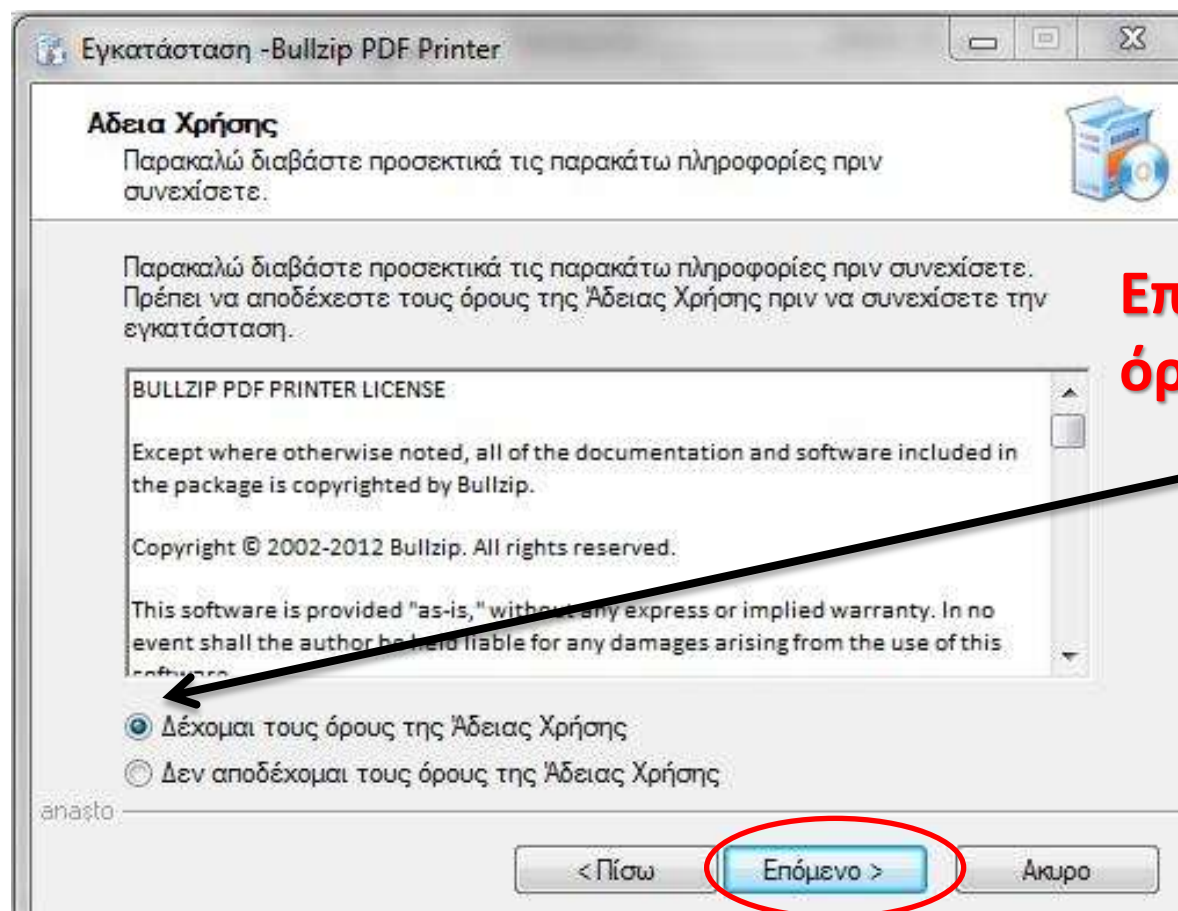 Εγκατάσταση -Bullzip PDF Printer
Αδεια Χρήσης
Παρακαλώ διαβάστε προσεκτικά τις παρακάτω πληροφορίες πριν
συνεχίσετε.
Παρακαλώ διαβάστε προσεκτικά τις παρακάτω πληροφορίες πριν συνεχίσετε.
Πρέπει να αποδέχεστε τους όρους της Άδειας Χρήσης πριν να συνεχίσετε την
εγκατάσταση.
BULLZIP PDF PRINTER LICENSE
Except where otherwise noted, all of the documentation and software included in
the package is copyrighted by Bullzip.
Copyright © 2002-2012 Bullzip. All rights reserved.
This software is provided "as-is," without any express or implied warranty. In no
event shall the author be held liable for any damages arising from the use of this
software
Δέχομαι τους όρους της Άδειας Χρήσης
Δεν αποδέχομαι τους όρους της Άδειας Χρήσης
anasto
< Πίσω
Επόμενο >
Ακυρο